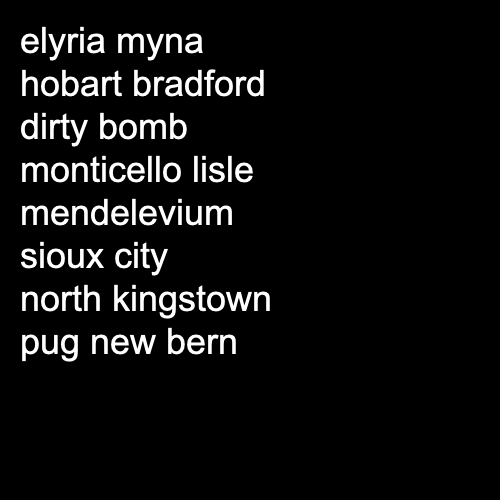 elyria myna
hobart bradford
dirty bomb
monticello lisle
mendelevium
sioux city
north kingstown
pug new bern